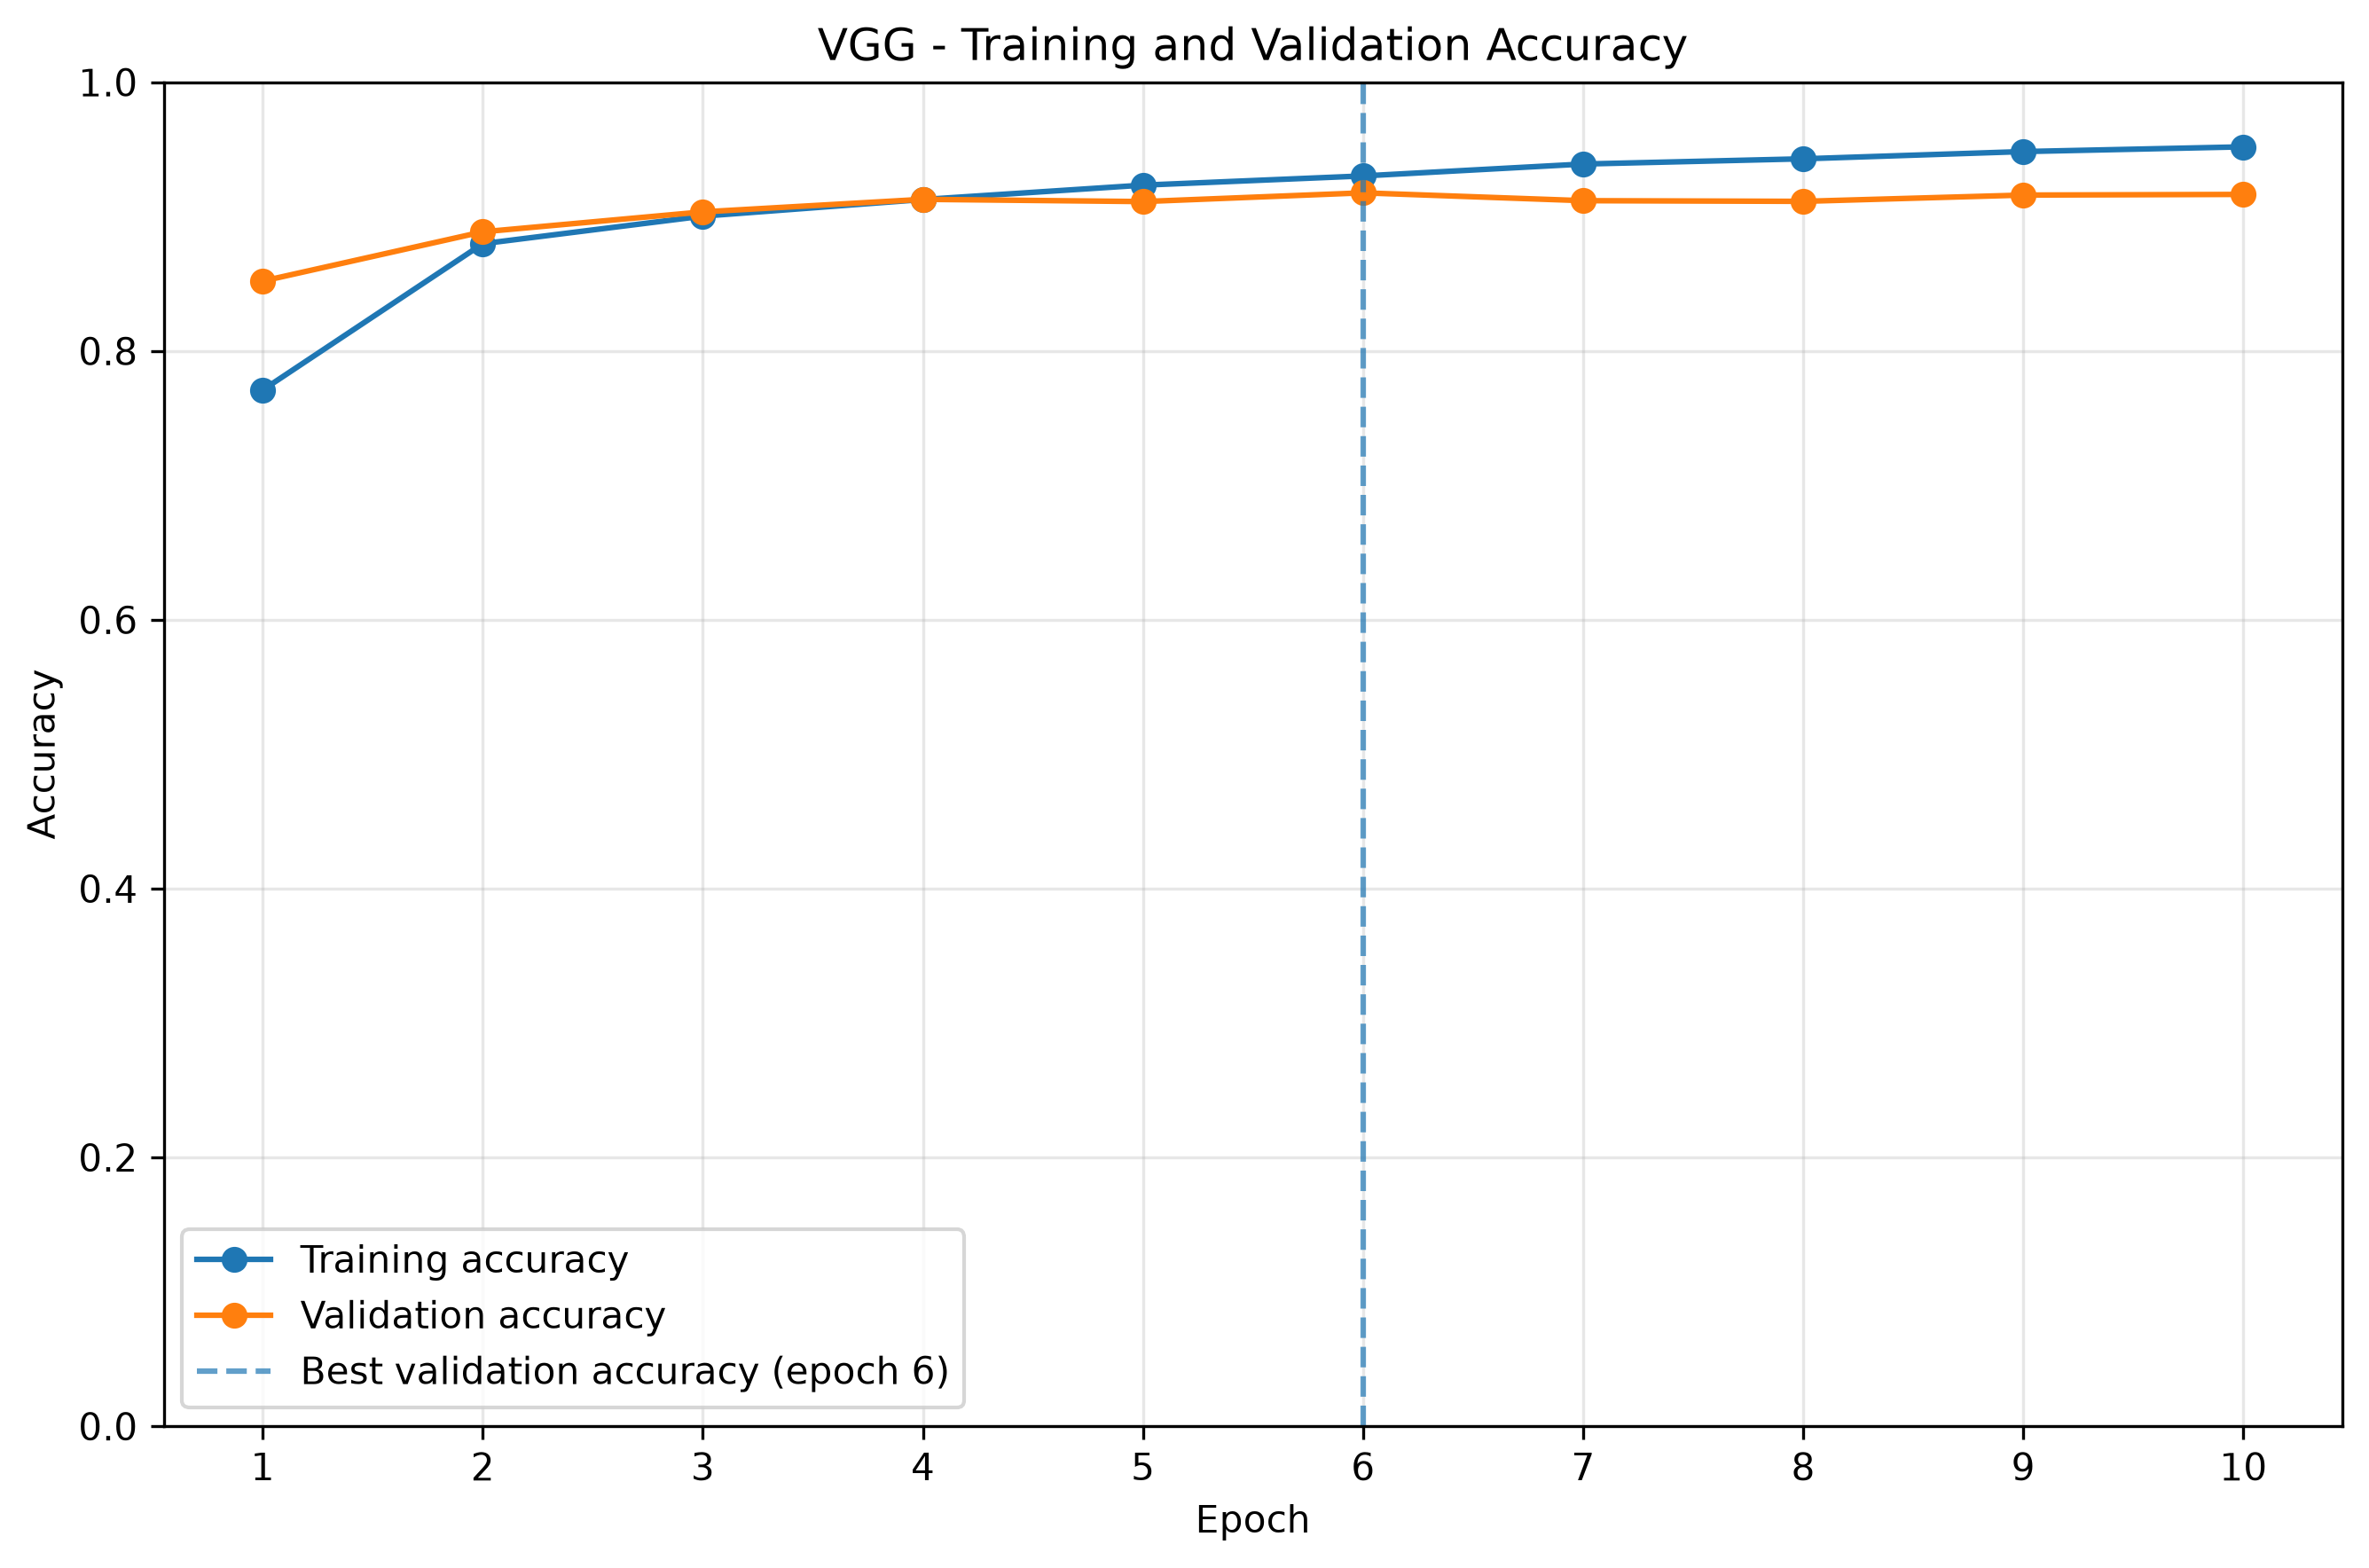 VGG - Training and Validation Accuracy
1.0
0.8
0.6
0.4
0.2
0.0
Accuracy
Training accuracy
Validation accuracy
Best validation accuracy (epoch 6)
1 2 3 4 5 6 7 8 9 10
Epoch